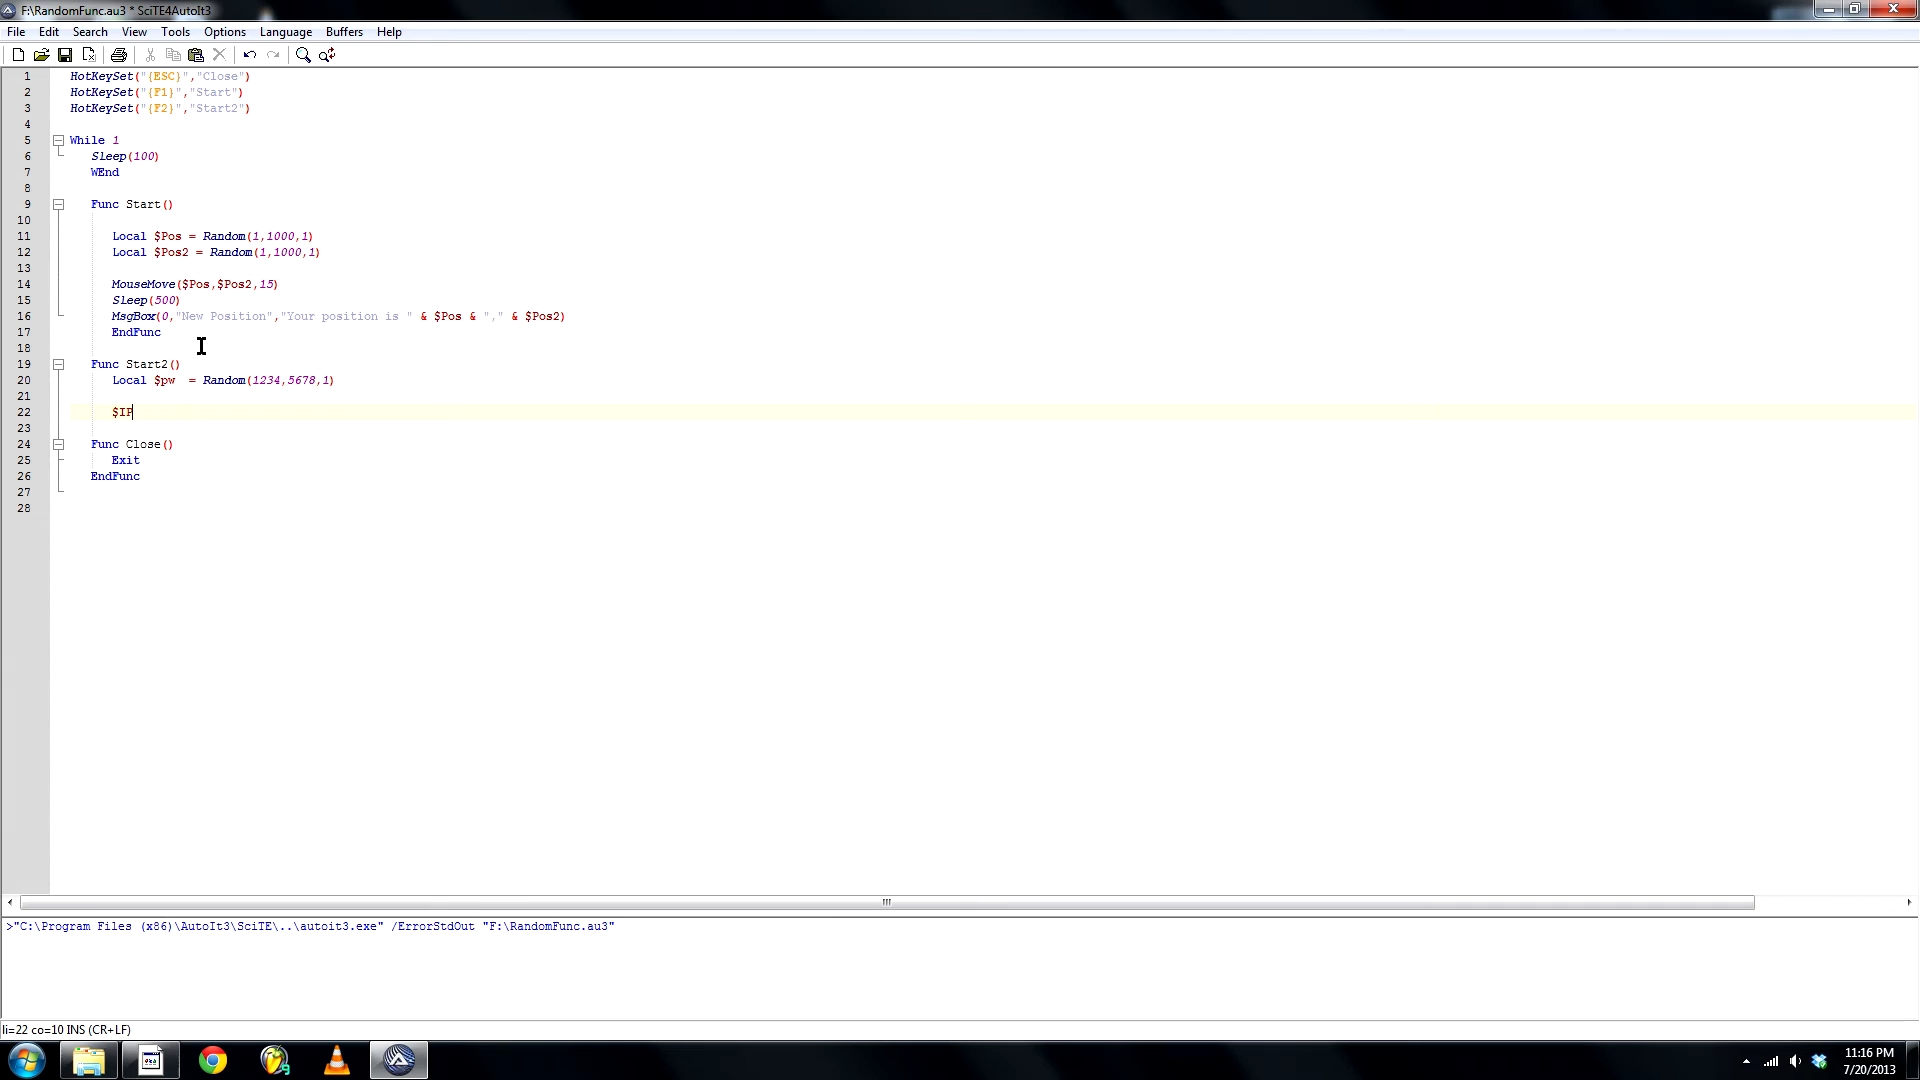 F:\RandomFunc.au3 * SciTE4AutoIt3
File Edit Search View Tools Options Language Buffers Help
1 HotKeySet("{ESC}","Close")
2 HotKeySet("{F1}","Start")
3 HotKeySet("{F2}","Start2")
4
5 While 1
6 Sleep(100)
7 WEnd
8
9 Func Start()
10
11 Local $Pos = Random(1,1000,1)
12 Local $Pos2 = Random(1,1000,1)
13
14 MouseMove($Pos,$Pos2,15)
15 Sleep(500)
16 MsgBox(0,"New Position","Your position is " & $Pos & "," & $Pos2)
17 EndFunc
18
19 Func Start2()
20 Local $pw  = Random(1234,5678,1)
21
22 $IP
23
24 Func Close()
25 Exit
26 EndFunc
27
28
>"C:\Program Files (x86)\AutoIt3\SciTE\..\autoit3.exe" /ErrorStdOut "F:\RandomFunc.au3"
li=22 co=10 INS (CR+LF)
11:16 PM
7/20/2013